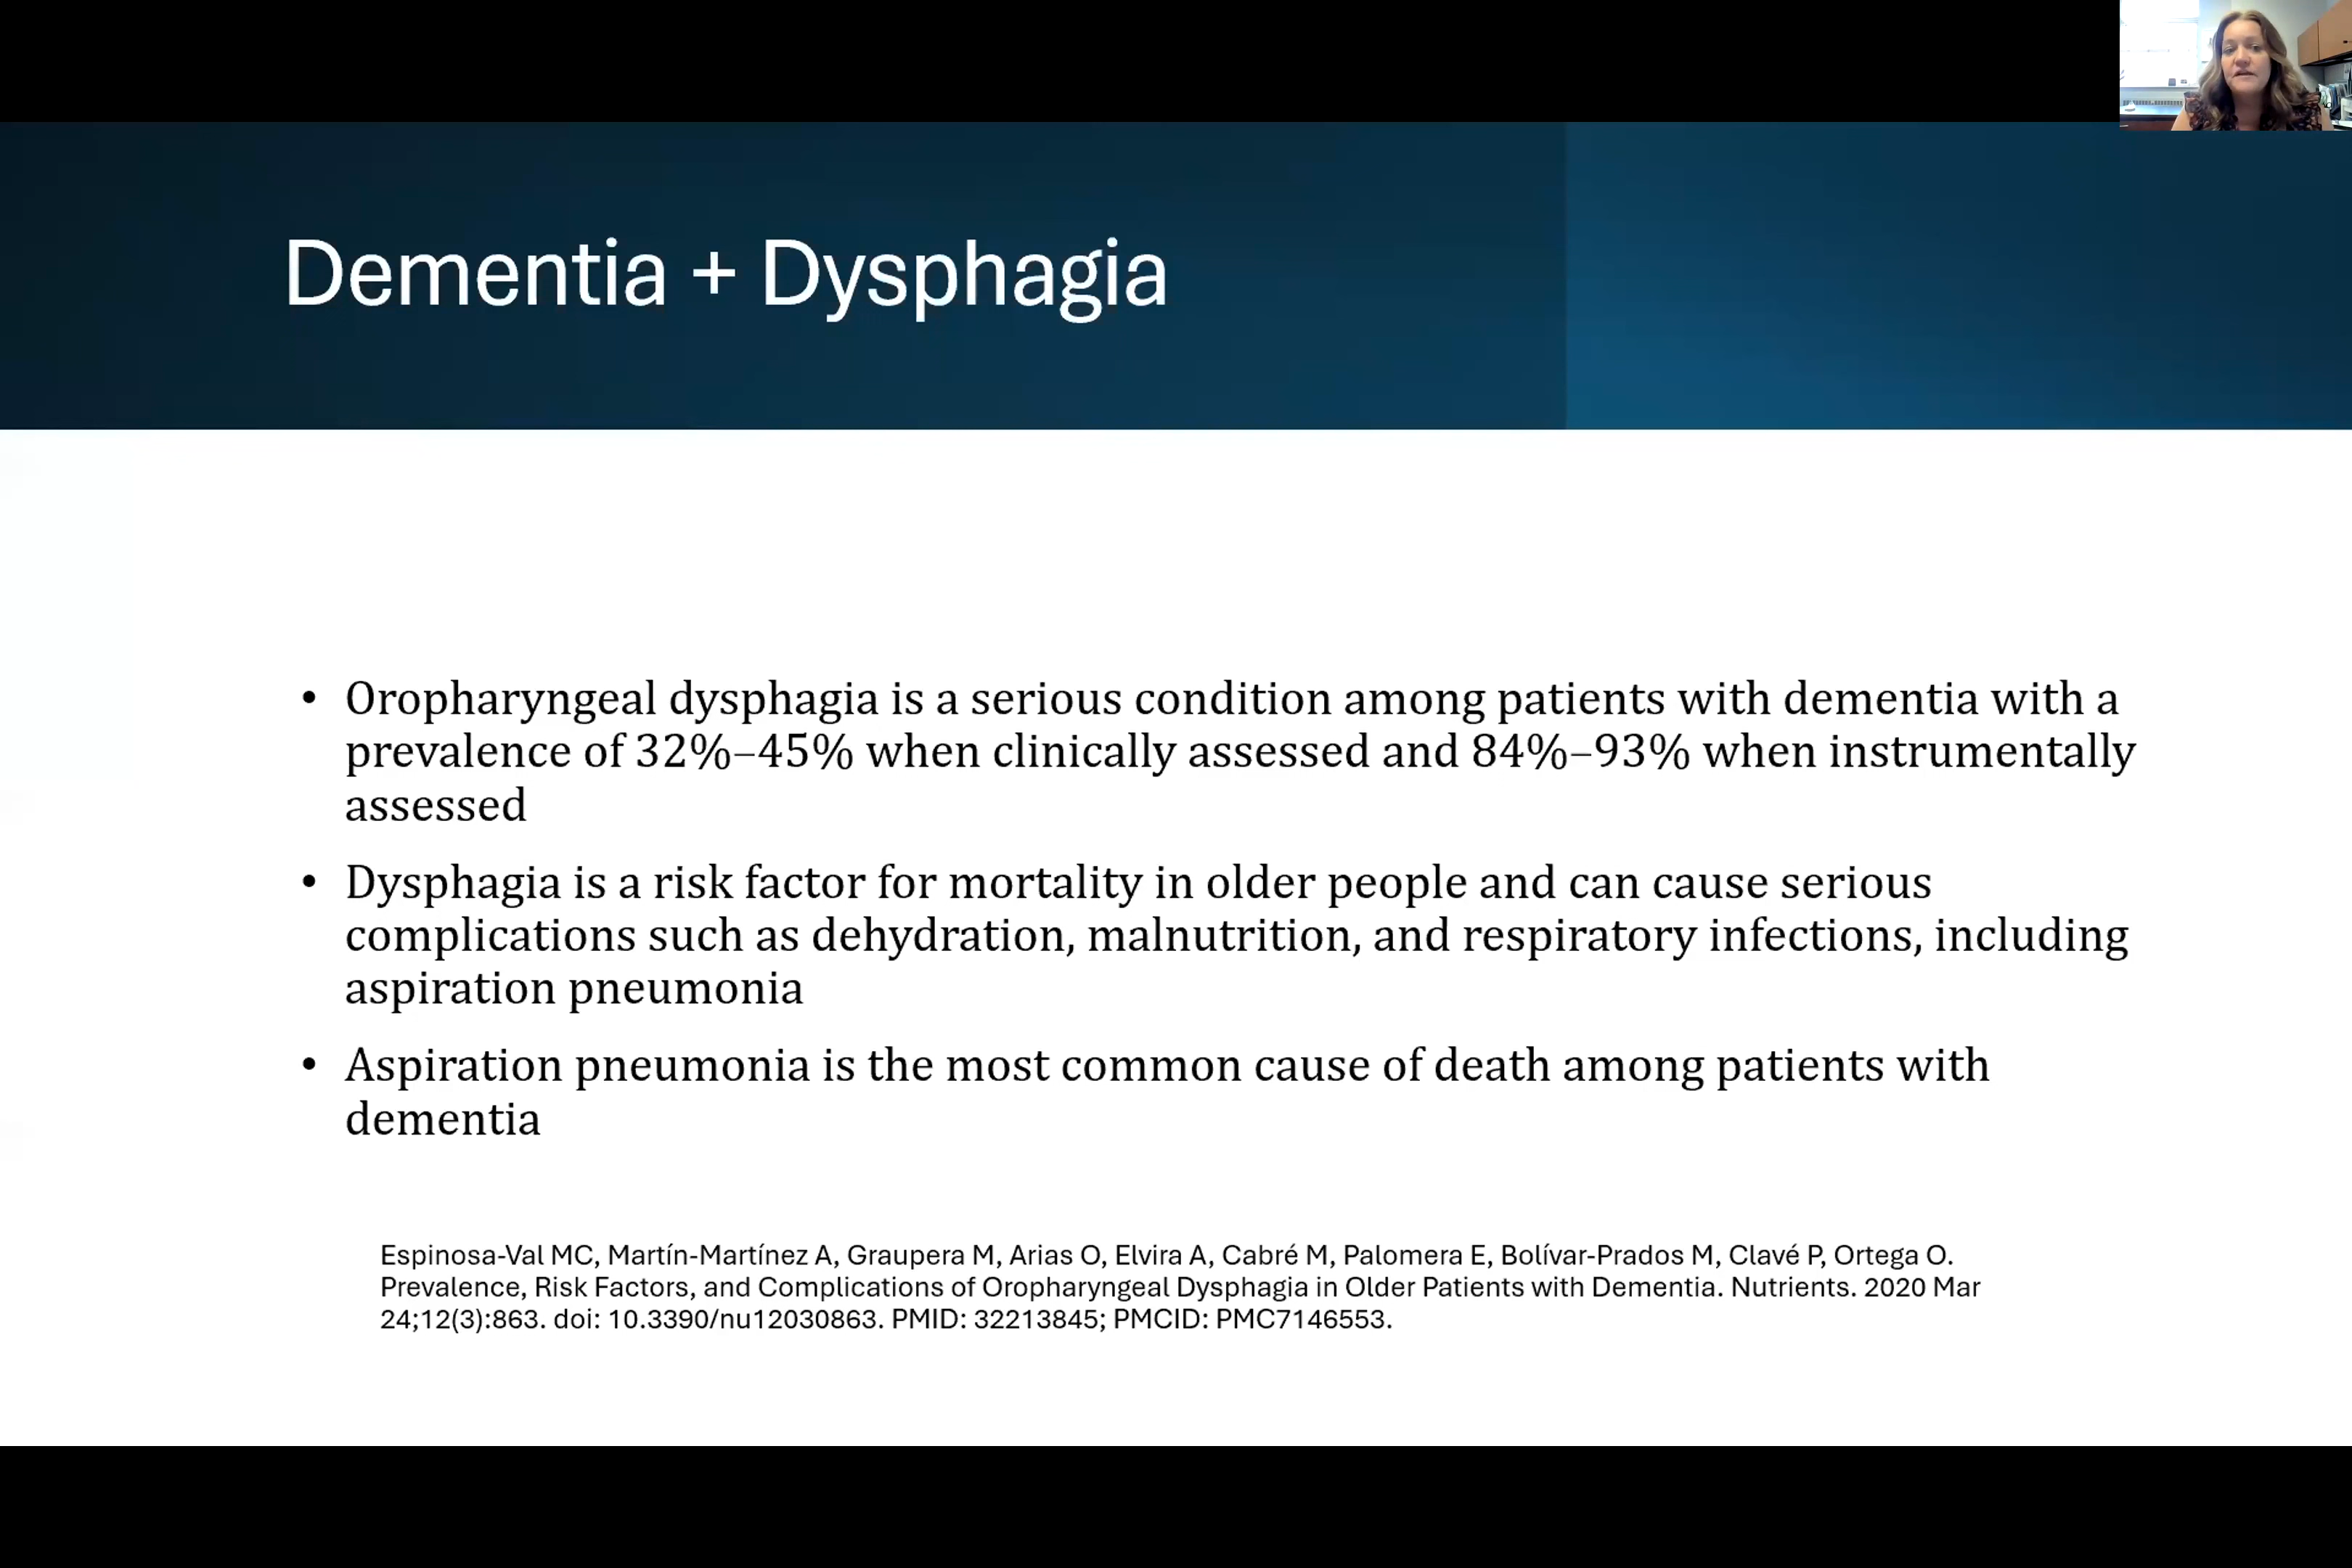 Dementia + Dysphagia
• Oropharyngeal dysphagia is a serious condition among patients with dementia with a
prevalence of 32%–45% when clinically assessed and 84%–93% when instrumentally
assessed
• Dysphagia is a risk factor for mortality in older people and can cause serious
complications such as dehydration, malnutrition, and respiratory infections, including
aspiration pneumonia
• Aspiration pneumonia is the most common cause of death among patients with
dementia
Espinosa-Val MC, Martín-Martínez A, Graupera M, Arias O, Elvira A, Cabré M, Palomera E, Bolívar-Prados M, Clavé P, Ortega O.
Prevalence, Risk Factors, and Complications of Oropharyngeal Dysphagia in Older Patients with Dementia. Nutrients. 2020 Mar
24;12(3):863. doi: 10.3390/nu12030863. PMID: 32213845; PMCID: PMC7146553.